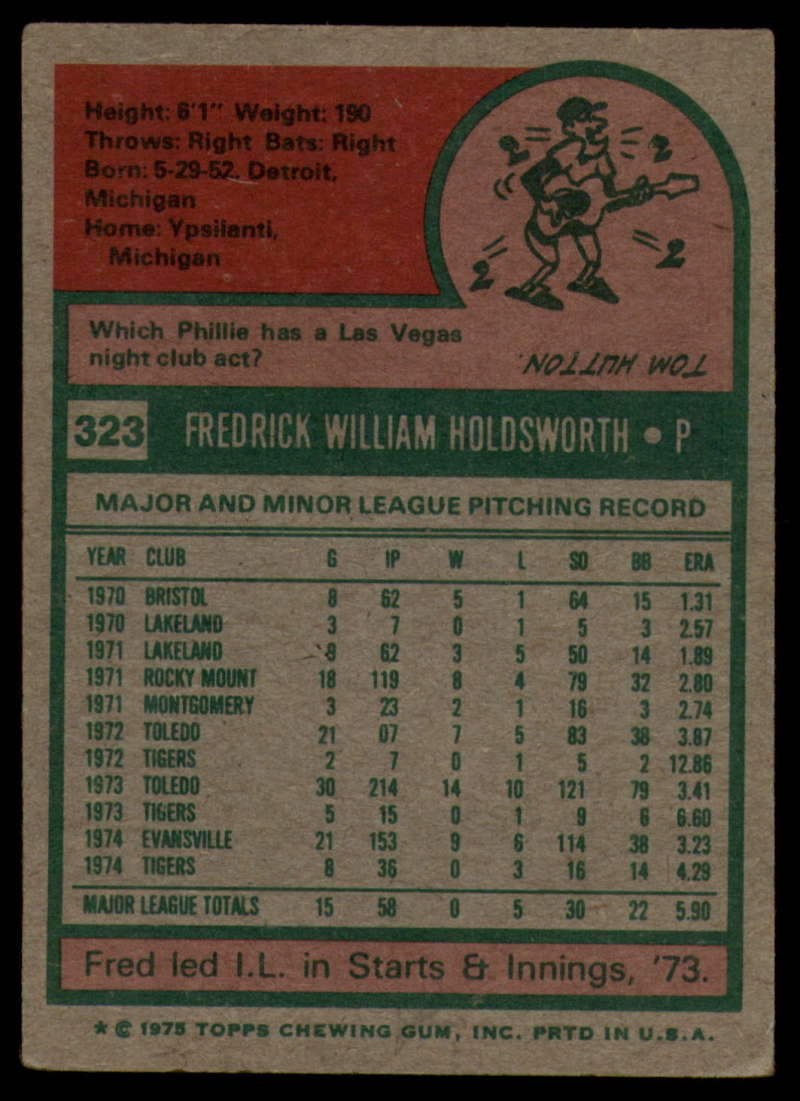 Height: 6'1" Weight: 190
Throws: Right Bats: Right
Born: 5-29-52. Detroit,
Michigan
Home: Ypsilanti,
Michigan
2 2
2 2
Which Phillie has a Las Vegas
night club act?
TOM HUTTON.
323 FREDRICK WILLIAM HOLDSWORTH • P
MAJOR AND MINOR LEAGUE PITCHING RECORD
YEAR CLUB G IP W L SO BB ERA
1970 BRISTOL 8 62 5 1 64 15 1.31
1970 LAKELAND 3 7 0 1 5 3 2.57
1971 LAKELAND 9 62 3 5 50 14 1.89
1971 ROCKY MOUNT 18 119 8 4 79 32 2.80
1971 MONTGOMERY 3 23 2 1 16 3 2.74
1972 TOLEDO 21 07 7 5 83 38 3.87
1972 TIGERS 2 7 0 1 5 2 12.86
1973 TOLEDO 30 214 14 10 121 79 3.41
1973 TIGERS 5 15 0 1 9 6 6.60
1974 EVANSVILLE 21 153 9 6 114 38 3.23
1974 TIGERS 8 36 0 3 16 14 4.29
MAJOR LEAGUE TOTALS 15 58 0 5 30 22 5.90
Fred led I.L. in Starts & Innings, '73.
* © 1975 TOPPS CHEWING GUM, INC. PRTD IN U.S.A.